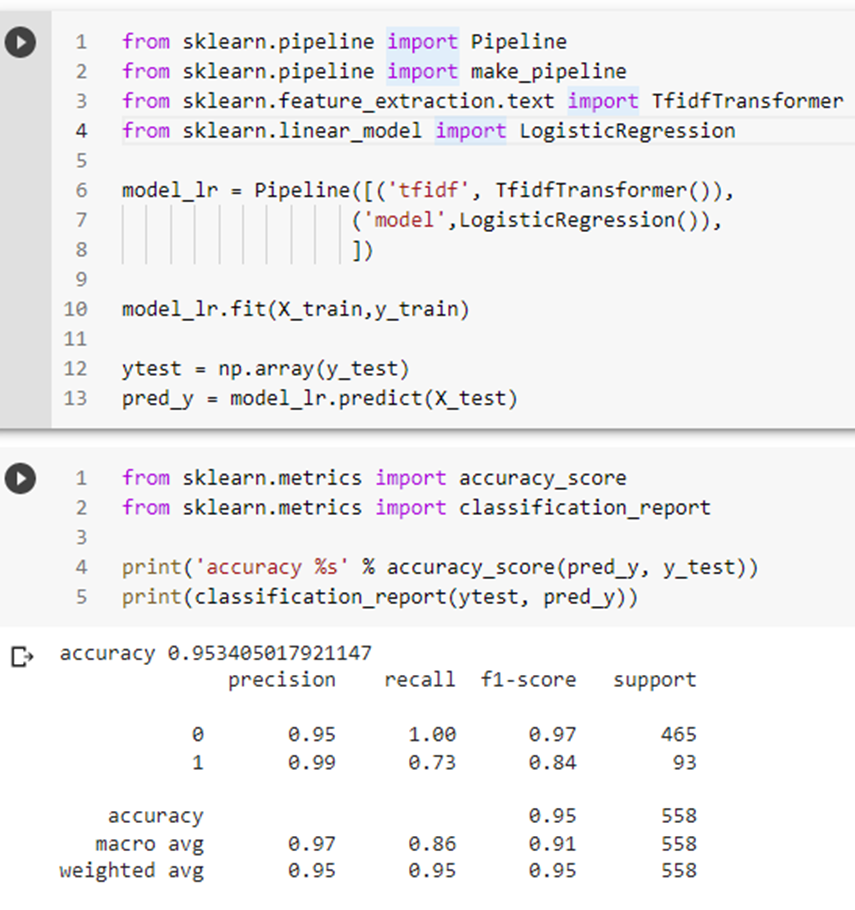 1 from sklearn.pipeline import Pipeline
2 from sklearn.pipeline import make_pipeline
3 from sklearn.feature_extraction.text import TfidfTransformer
4 from sklearn.linear_model import LogisticRegression
5
6 model_lr = Pipeline([('tfidf', TfidfTransformer()),
7                    ('model',LogisticRegression()),
8                    ])
9
10 model_lr.fit(X_train,y_train)
11
12 ytest = np.array(y_test)
13 pred_y = model_lr.predict(X_test)
1 from sklearn.metrics import accuracy_score
2 from sklearn.metrics import classification_report
3
4 print('accuracy %s' % accuracy_score(pred_y, y_test))
5 print(classification_report(ytest, pred_y))
accuracy 0.953405017921147
              precision    recall  f1-score   support
           0       0.95      1.00      0.97       465
           1       0.99      0.73      0.84        93
    accuracy                           0.95       558
   macro avg       0.97      0.86      0.91       558
weighted avg       0.95      0.95      0.95       558